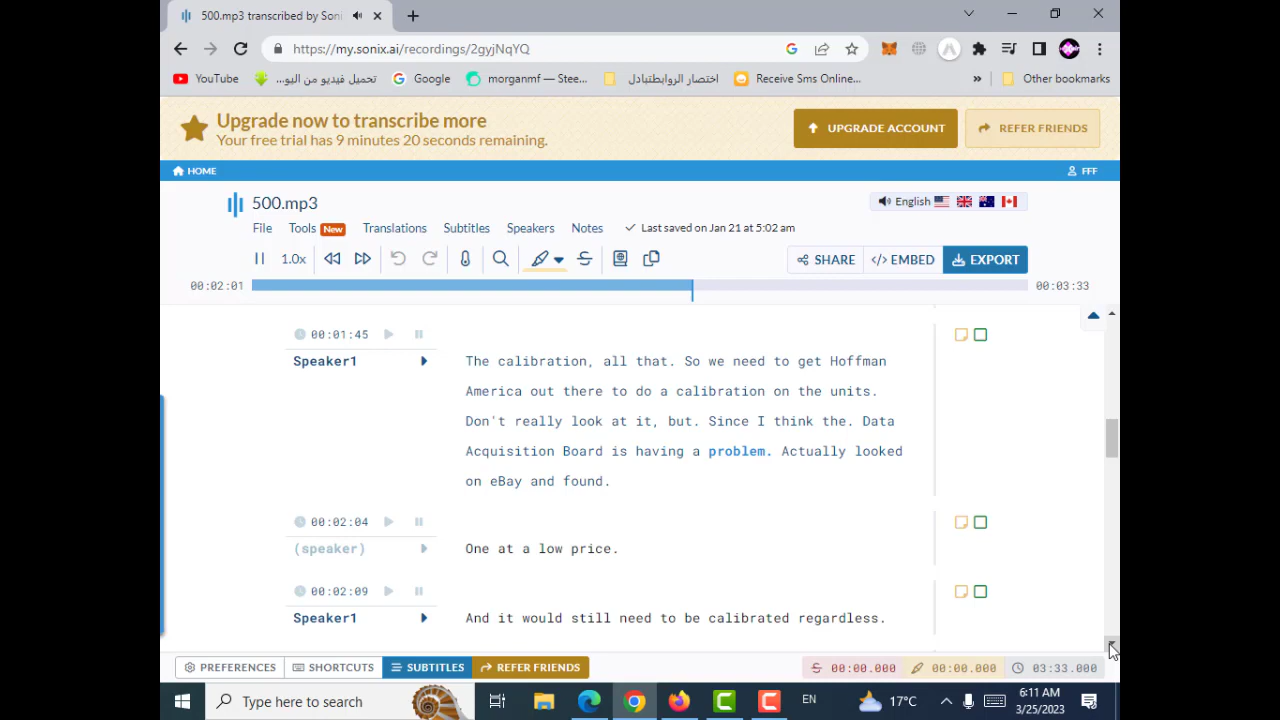 500.mp3 transcribed by Soni
https://my.sonix.ai/recordings/2gyjNqYQ
YouTube
تحميل فيديو من اليو...
Google
morganmf — Stee...
اختصار الروابطتبادل
Receive Sms Online...
»
Other bookmarks
Upgrade now to transcribe more
Your free trial has 9 minutes 20 seconds remaining.
UPGRADE ACCOUNT
REFER FRIENDS
HOME
FFF
500.mp3
English
File
Tools New
Translations
Subtitles
Speakers
Notes
Last saved on Jan 21 at 5:02 am
1.0x
SHARE
</> EMBED
EXPORT
00:02:01
00:03:33
00:01:45
Speaker1
The calibration, all that. So we need to get Hoffman
America out there to do a calibration on the units.
Don't really look at it, but. Since I think the. Data
Acquisition Board is having a problem. Actually looked
on eBay and found.
00:02:04
(speaker)
One at a low price.
00:02:09
Speaker1
And it would still need to be calibrated regardless.
PREFERENCES
SHORTCUTS
SUBTITLES
REFER FRIENDS
00:00.000
00:00.000
03:33.000
Type here to search
17°C
EN
6:11 AM
3/25/2023